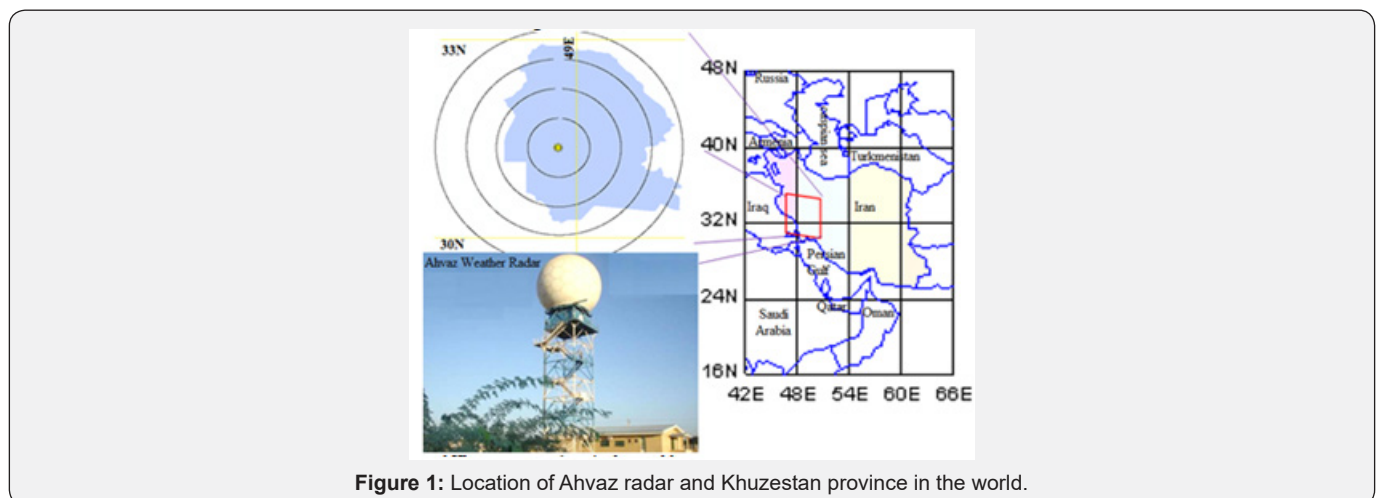 33N
49E
30N
Ahvaz Weather Radar
48N
40N
32N
24N
16N
42E 48E 54E 60E 66E
Russia
Armenia
Turkmenistan
Iraq
Iran
Persian
Gulf
Qatar
Oman
Saudi
Arabia
Figure 1: Location of Ahvaz radar and Khuzestan province in the world.